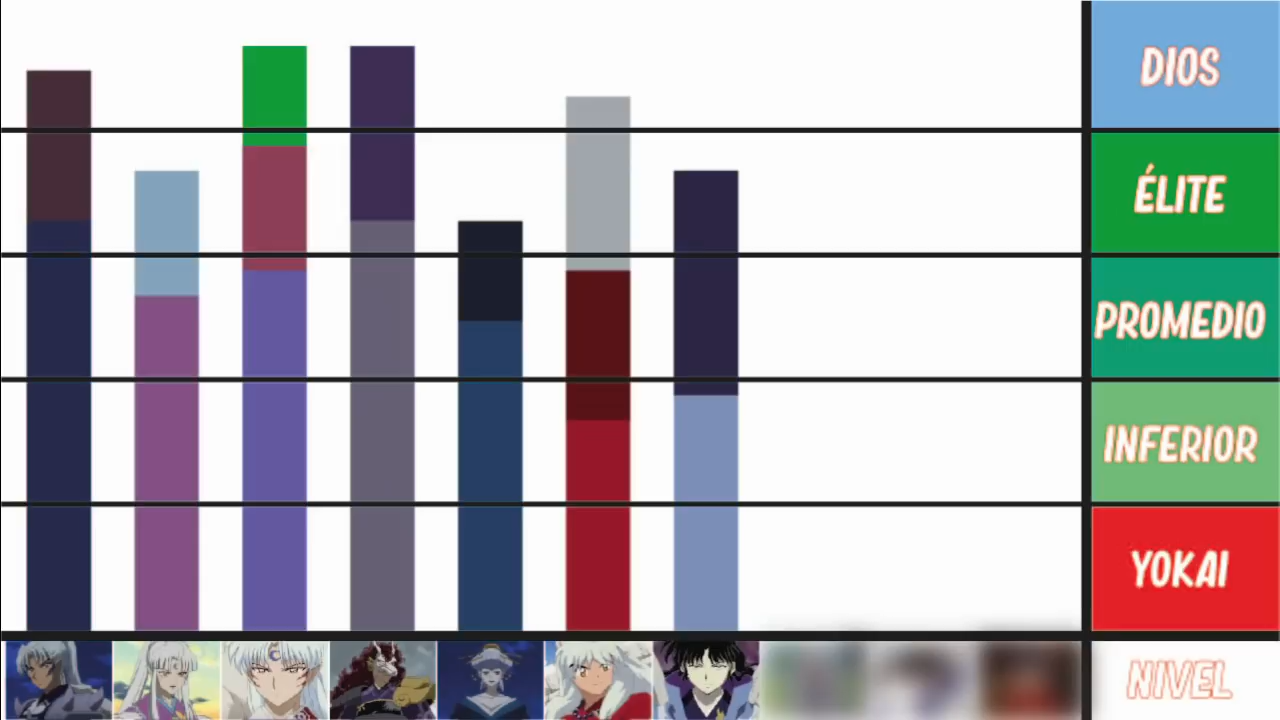 DIOS
ÉLITE
PROMEDIO
INFERIOR
YOKAI
NIVEL